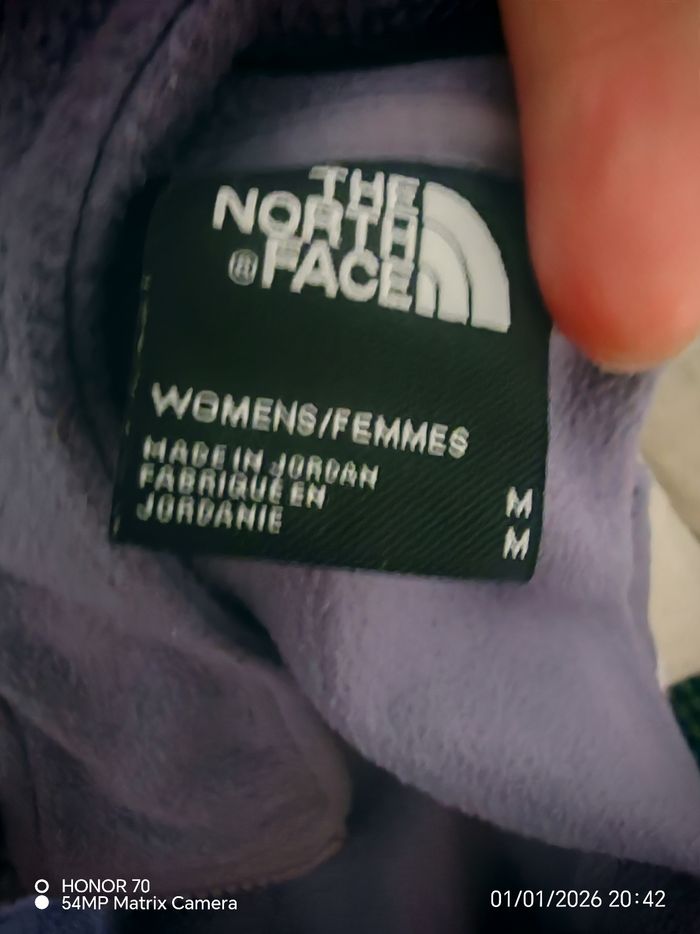 THE
NORTH
®FACE
WOMENS/FEMMES
MADE IN JORDAN
FABRIQUÉ EN
JORDANIE
M
M
HONOR 70
54MP Matrix Camera
01/01/2026 20:42